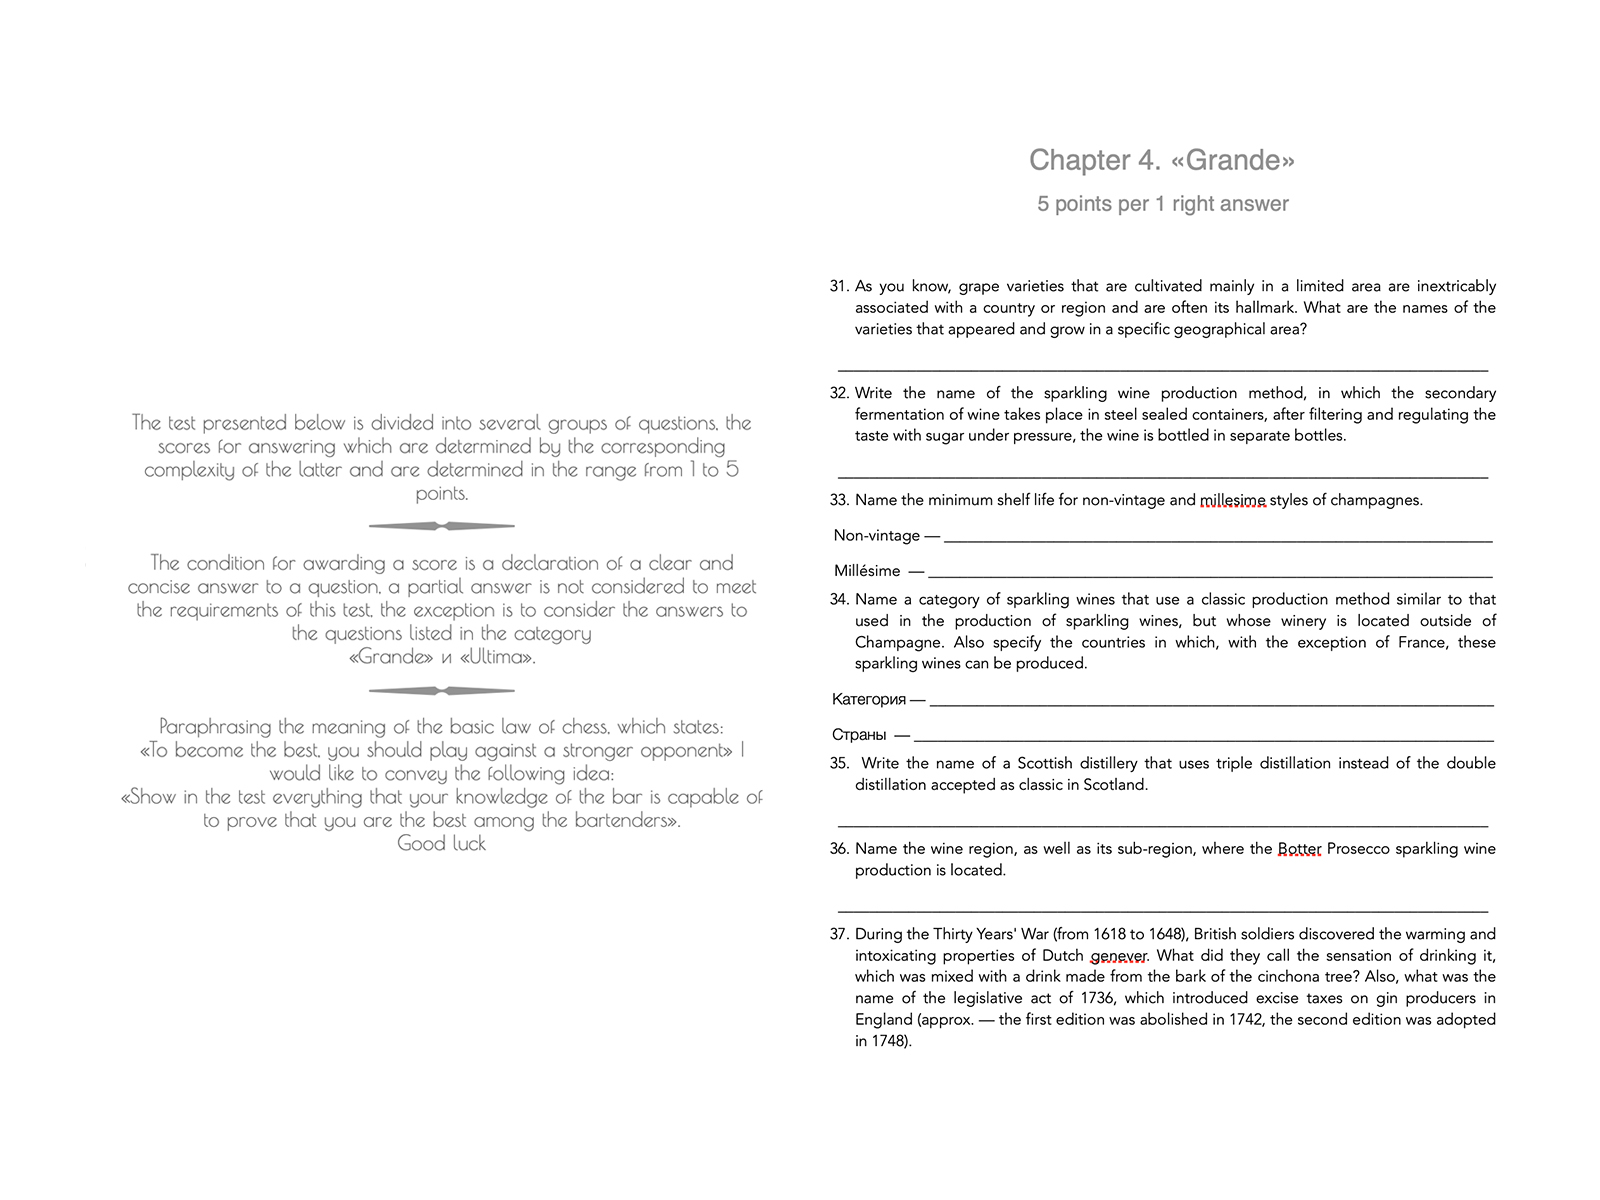 The test presented below is divided into several groups of questions, the
scores for answering which are determined by the corresponding
complexity of the latter and are determined in the range from 1 to 5
points.
The condition for awarding a score is a declaration of a clear and
concise answer to a question, a partial answer is not considered to meet
the requirements of this test, the exception is to consider the answers to
the questions listed in the category
«Grande» и «Ultima».
Paraphrasing the meaning of the basic law of chess, which states:
«To become the best, you should play against a stronger opponent» I
would like to convey the following idea:
«Show in the test everything that your knowledge of the bar is capable of
to prove that you are the best among the bartenders».
Good luck
Chapter 4. «Grande»
5 points per 1 right answer
31. As you know, grape varieties that are cultivated mainly in a limited area are inextricably
associated with a country or region and are often its hallmark. What are the names of the
varieties that appeared and grow in a specific geographical area?
32. Write the name of the sparkling wine production method, in which the secondary
fermentation of wine takes place in steel sealed containers, after filtering and regulating the
taste with sugar under pressure, the wine is bottled in separate bottles.
33. Name the minimum shelf life for non-vintage and millesime styles of champagnes.
Non-vintage —
Millésime —
34. Name a category of sparkling wines that use a classic production method similar to that
used in the production of sparkling wines, but whose winery is located outside of
Champagne. Also specify the countries in which, with the exception of France, these
sparkling wines can be produced.
Категория —
Страны —
35. Write the name of a Scottish distillery that uses triple distillation instead of the double
distillation accepted as classic in Scotland.
36. Name the wine region, as well as its sub-region, where the Botter Prosecco sparkling wine
production is located.
37. During the Thirty Years' War (from 1618 to 1648), British soldiers discovered the warming and
intoxicating properties of Dutch genever. What did they call the sensation of drinking it,
which was mixed with a drink made from the bark of the cinchona tree? Also, what was the
name of the legislative act of 1736, which introduced excise taxes on gin producers in
England (approx. — the first edition was abolished in 1742, the second edition was adopted
in 1748).